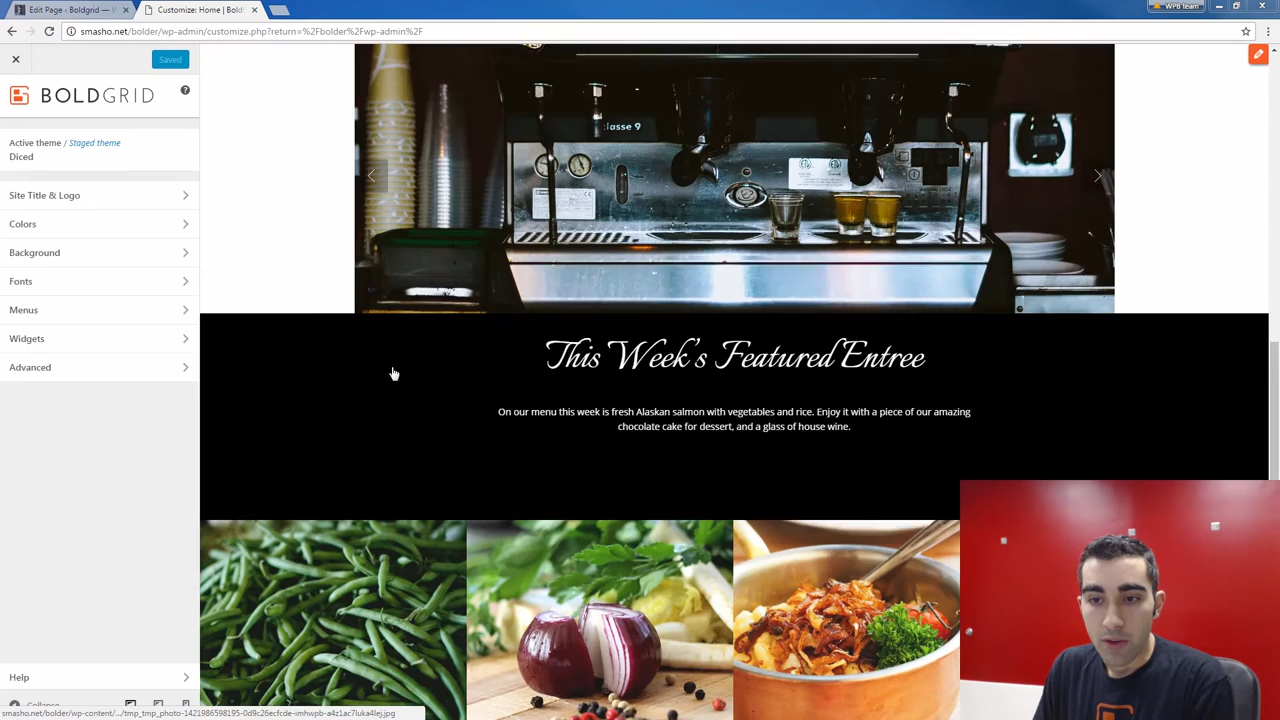 Edit Page ‹ Boldgrid — W
Customize: Home | Bold
WPB team
smasho.net/bolder/wp-admin/customize.php?return=%2Fbolder%2Fwp-admin%2F
Saved
BOLDGRID
Active theme / Staged theme
Diced
Site Title & Logo
Colors
Background
Fonts
Menus
Widgets
Advanced
Help
Collapse
lasse 9
This Week's Featured Entree
On our menu this week is fresh Alaskan salmon with vegetables and rice. Enjoy it with a piece of our amazing
chocolate cake for dessert, and a glass of house wine.